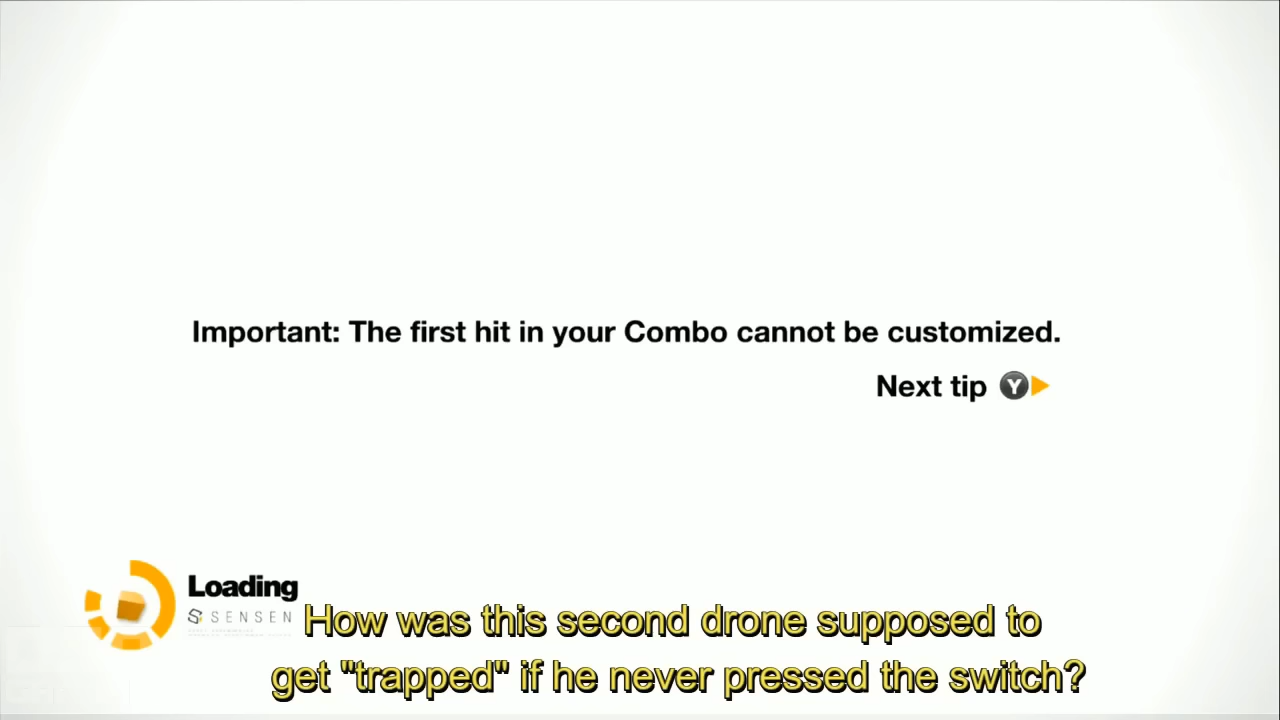 Important: The first hit in your Combo cannot be customized.
Next tip Y
Loading
SENSEN
How was this second drone supposed to
get "trapped" if he never pressed the switch?